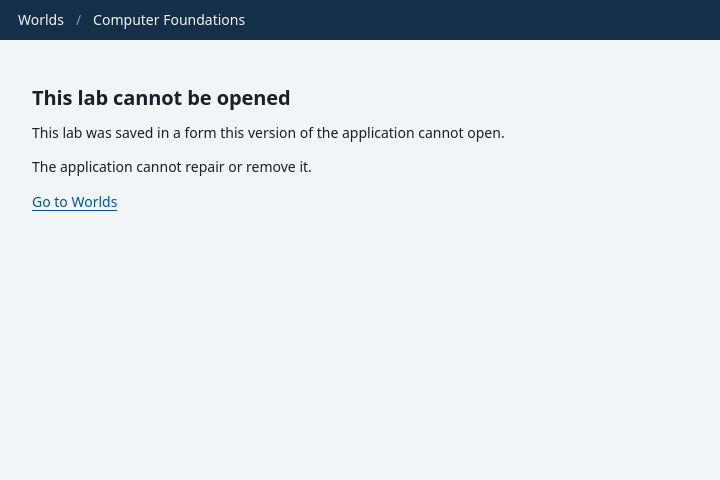 Worlds / Computer Foundations
This lab cannot be opened
This lab was saved in a form this version of the application cannot open.
The application cannot repair or remove it.
Go to Worlds